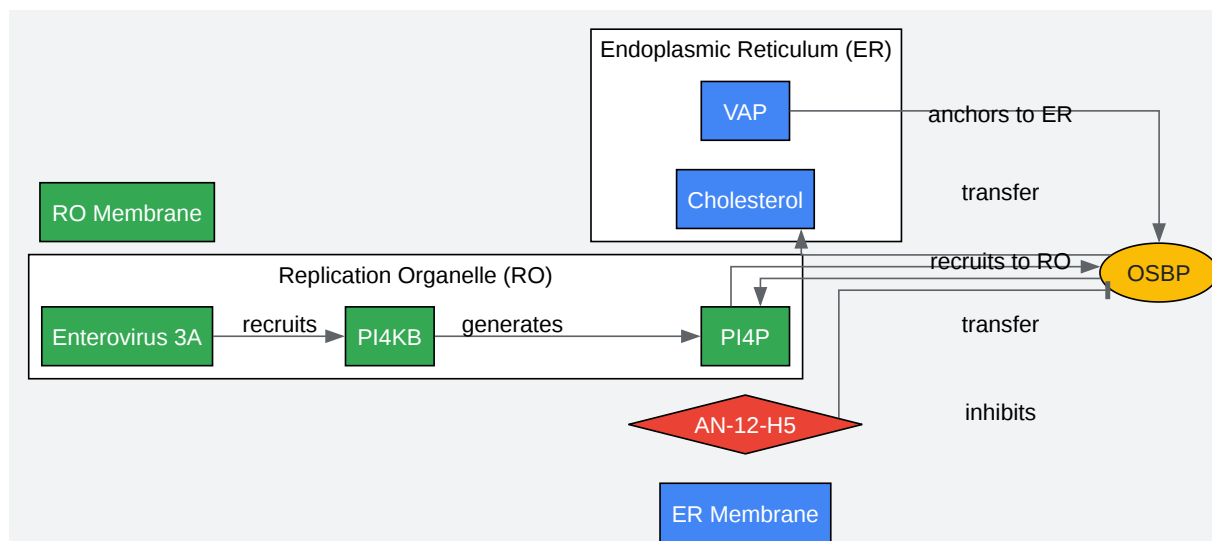 Endoplasmic Reticulum (ER)
VAP
anchors to ER
Cholesterol
transfer
RO Membrane
recruits to RO
OSBP
Replication Organelle (RO)
Enterovirus 3A
recruits
PI4KB
generates
PI4P
transfer
AN-12-H5
inhibits
ER Membrane